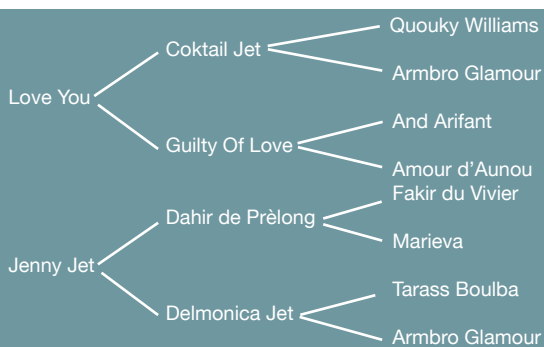 Quouky Williams
Coktail Jet
Armbro Glamour
Love You
And Arifant
Guilty Of Love
Amour d'Aunou
Fakir du Vivier
Dahir de Prèlong
Marieva
Jenny Jet
Tarass Boulba
Delmonica Jet
Armbro Glamour